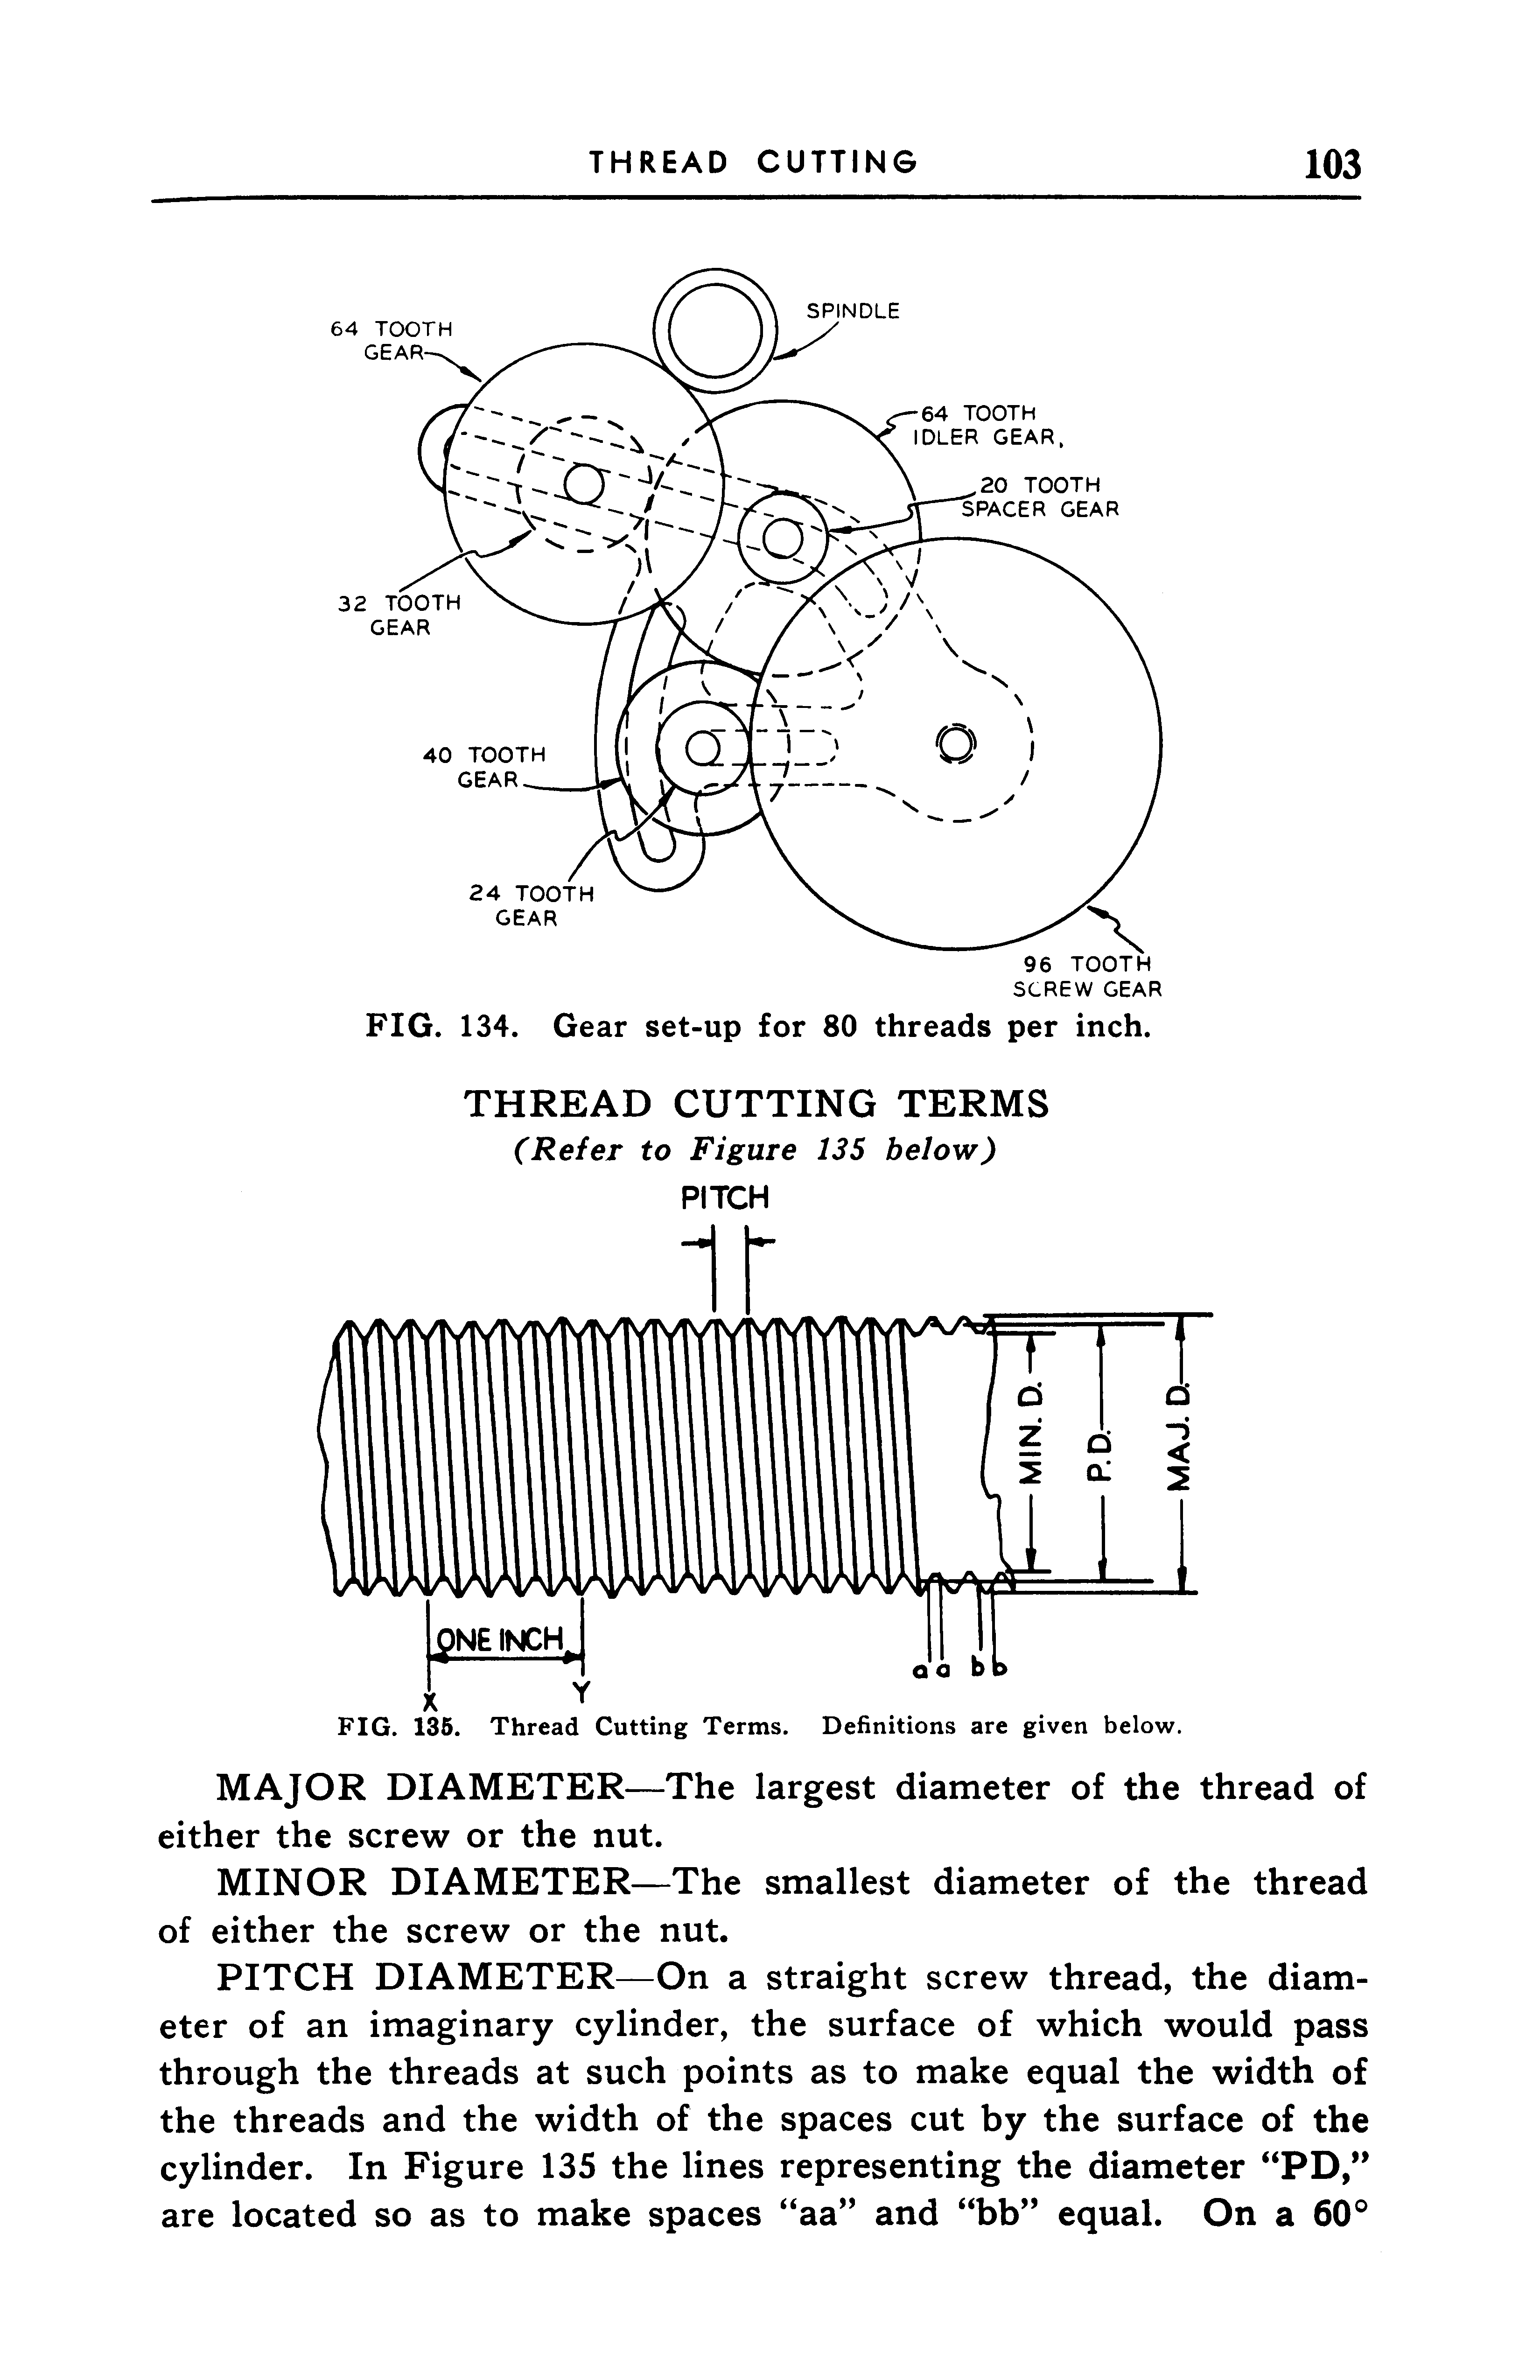 THREAD CUTTING 103
SPINDLE
64 TOOTH
GEAR
64 TOOTH
IDLER GEAR,
20 TOOTH
SPACER GEAR
32 TOOTH
GEAR
40 TOOTH
GEAR
24 TOOTH
GEAR
96 TOOTH
SCREW GEAR
FIG. 134. Gear set-up for 80 threads per inch.
THREAD CUTTING TERMS
(Refer to Figure 135 below)
PITCH
MIN. D.
P.D.
MAJ. D.
ONE INCH
X Y
a a b b
FIG. 135. Thread Cutting Terms. Definitions are given below.
MAJOR DIAMETER—The largest diameter of the thread of
either the screw or the nut.
MINOR DIAMETER—The smallest diameter of the thread
of either the screw or the nut.
PITCH DIAMETER—On a straight screw thread, the diam-
eter of an imaginary cylinder, the surface of which would pass
through the threads at such points as to make equal the width of
the threads and the width of the spaces cut by the surface of the
cylinder. In Figure 135 the lines representing the diameter “PD,”
are located so as to make spaces “aa” and “bb” equal. On a 60°